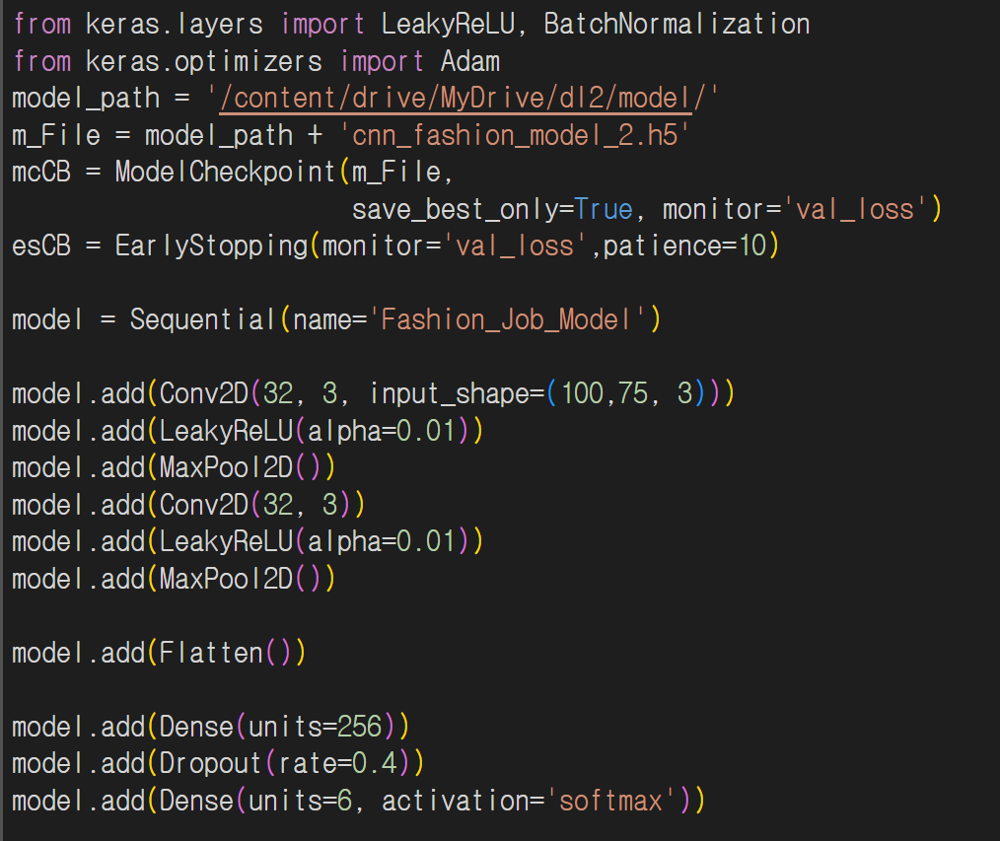 from keras.layers import LeakyReLU, BatchNormalization
from keras.optimizers import Adam
model_path = '/content/drive/MyDrive/dl2/model/'
m_File = model_path + 'cnn_fashion_model_2.h5'
mcCB = ModelCheckpoint(m_File,
                       save_best_only=True, monitor='val_loss')
esCB = EarlyStopping(monitor='val_loss',patience=10)

model = Sequential(name='Fashion_Job_Model')

model.add(Conv2D(32, 3, input_shape=(100,75, 3)))
model.add(LeakyReLU(alpha=0.01))
model.add(MaxPool2D())
model.add(Conv2D(32, 3))
model.add(LeakyReLU(alpha=0.01))
model.add(MaxPool2D())

model.add(Flatten())

model.add(Dense(units=256))
model.add(Dropout(rate=0.4))
model.add(Dense(units=6, activation='softmax'))